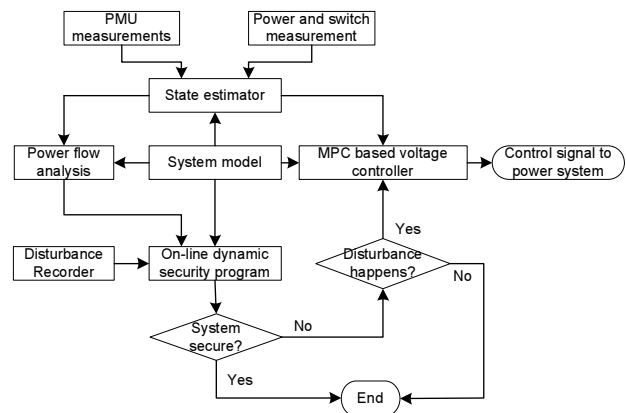 PMU
measurements
Power and switch
measurement
State estimator
Power flow
analysis
System model
MPC based voltage
controller
Control signal to
power system
Yes
Disturbance
Recorder
On-line dynamic
security program
Disturbance
happens?
No
System
secure?
No
Yes
End